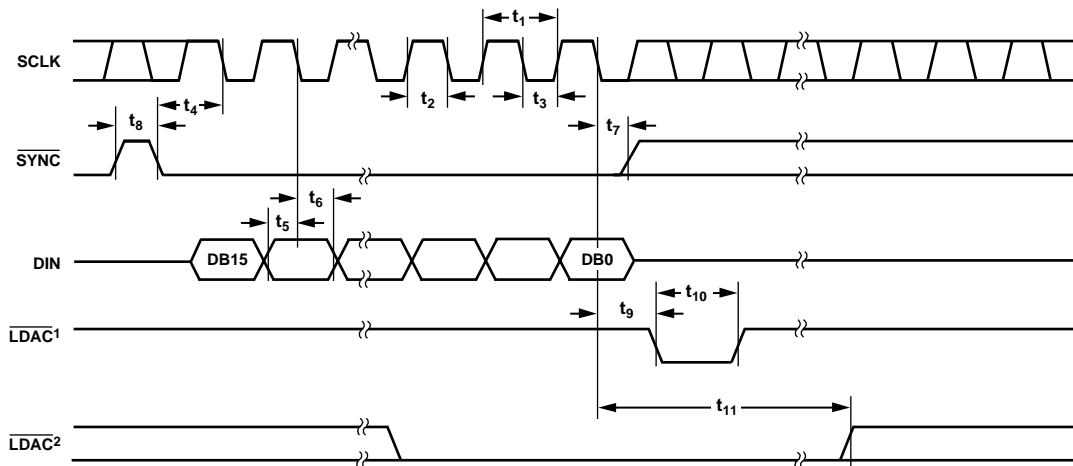 t1
SCLK
t4
t2
t3
t8
t7
SYNC
t6
t5
DIN
DB15
DB0
t10
t9
LDAC1
t11
LDAC2